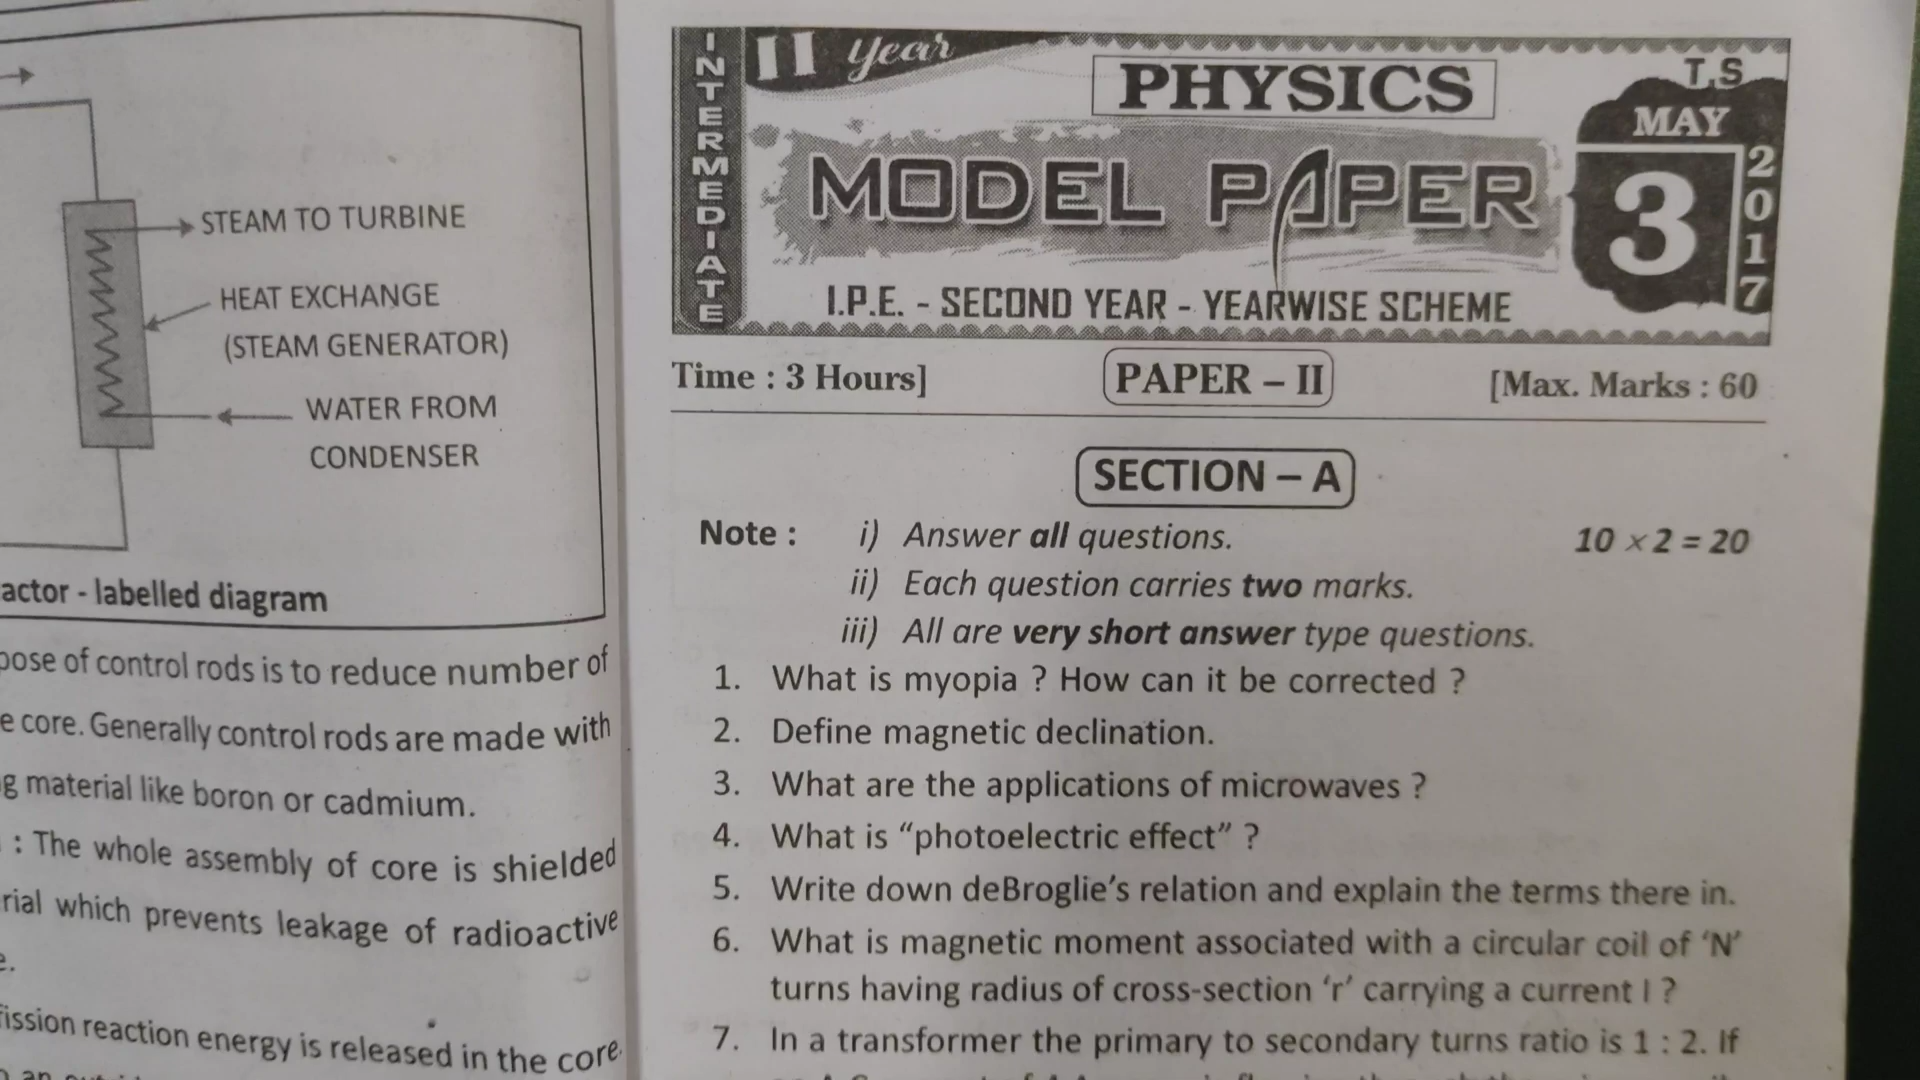 STEAM TO TURBINE
HEAT EXCHANGE
(STEAM GENERATOR)
WATER FROM
CONDENSER
actor - labelled diagram
pose of control rods is to reduce number of
e core. Generally control rods are made with
g material like boron or cadmium.
: The whole assembly of core is shielded
rial which prevents leakage of radioactive
e.
fission reaction energy is released in the core
INTERMEDIATE
II Year
PHYSICS
T.S
MAY
2017
MODEL PAPER
3
I.P.E. - SECOND YEAR - YEARWISE SCHEME
Time : 3 Hours]
PAPER – II
[Max. Marks : 60
SECTION – A
Note : i) Answer all questions. 10 × 2 = 20
ii) Each question carries two marks.
iii) All are very short answer type questions.
1. What is myopia ? How can it be corrected ?
2. Define magnetic declination.
3. What are the applications of microwaves ?
4. What is “photoelectric effect” ?
5. Write down deBroglie’s relation and explain the terms there in.
6. What is magnetic moment associated with a circular coil of ‘N’
turns having radius of cross-section ‘r’ carrying a current I ?
7. In a transformer the primary to secondary turns ratio is 1 : 2. If